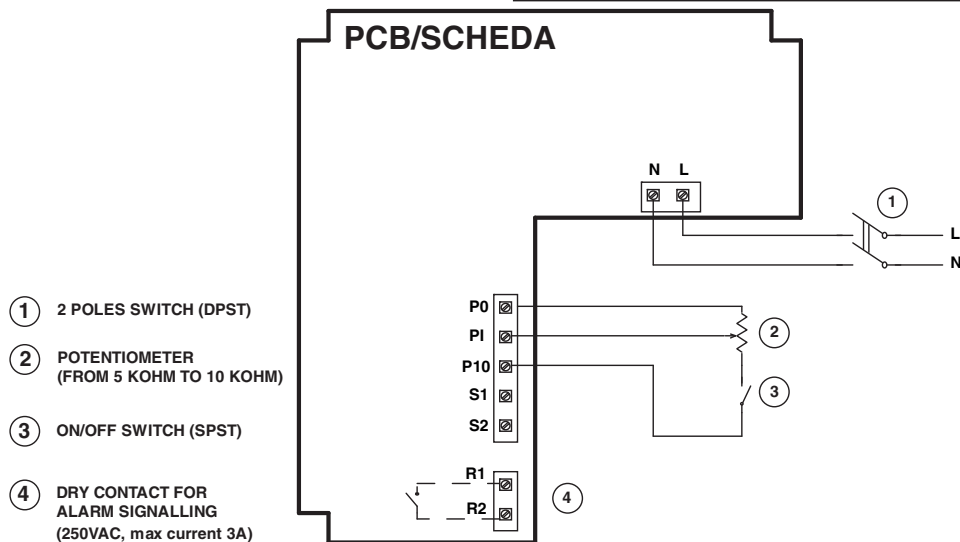 PCB/SCHEDA
N L
1
L
N
P0
PI
P10
S1
S2
2
3
R1
R2
4
1 2 POLES SWITCH (DPST)
2 POTENTIOMETER
(FROM 5 KOHM TO 10 KOHM)
3 ON/OFF SWITCH (SPST)
4 DRY CONTACT FOR
ALARM SIGNALLING
(250VAC, max current 3A)